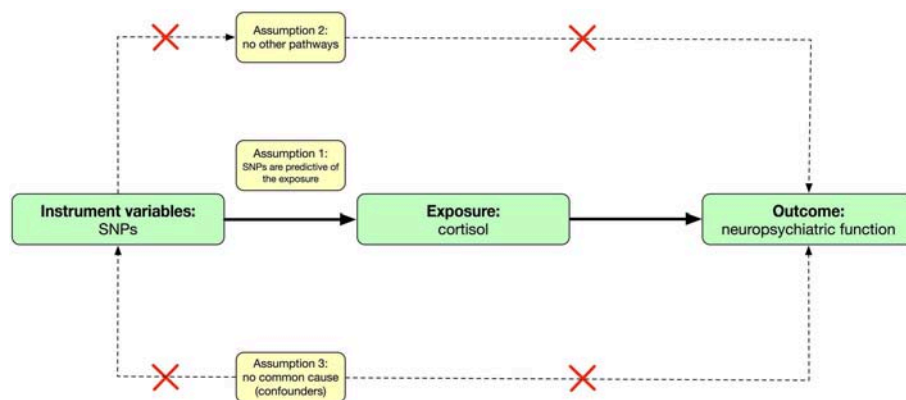 Assumption 2:
no other pathways
Assumption 1:
SNPs are predictive of
the exposure
Instrument variables:
SNPs
Exposure:
cortisol
Outcome:
neuropsychiatric function
Assumption 3:
no common cause
(confounders)